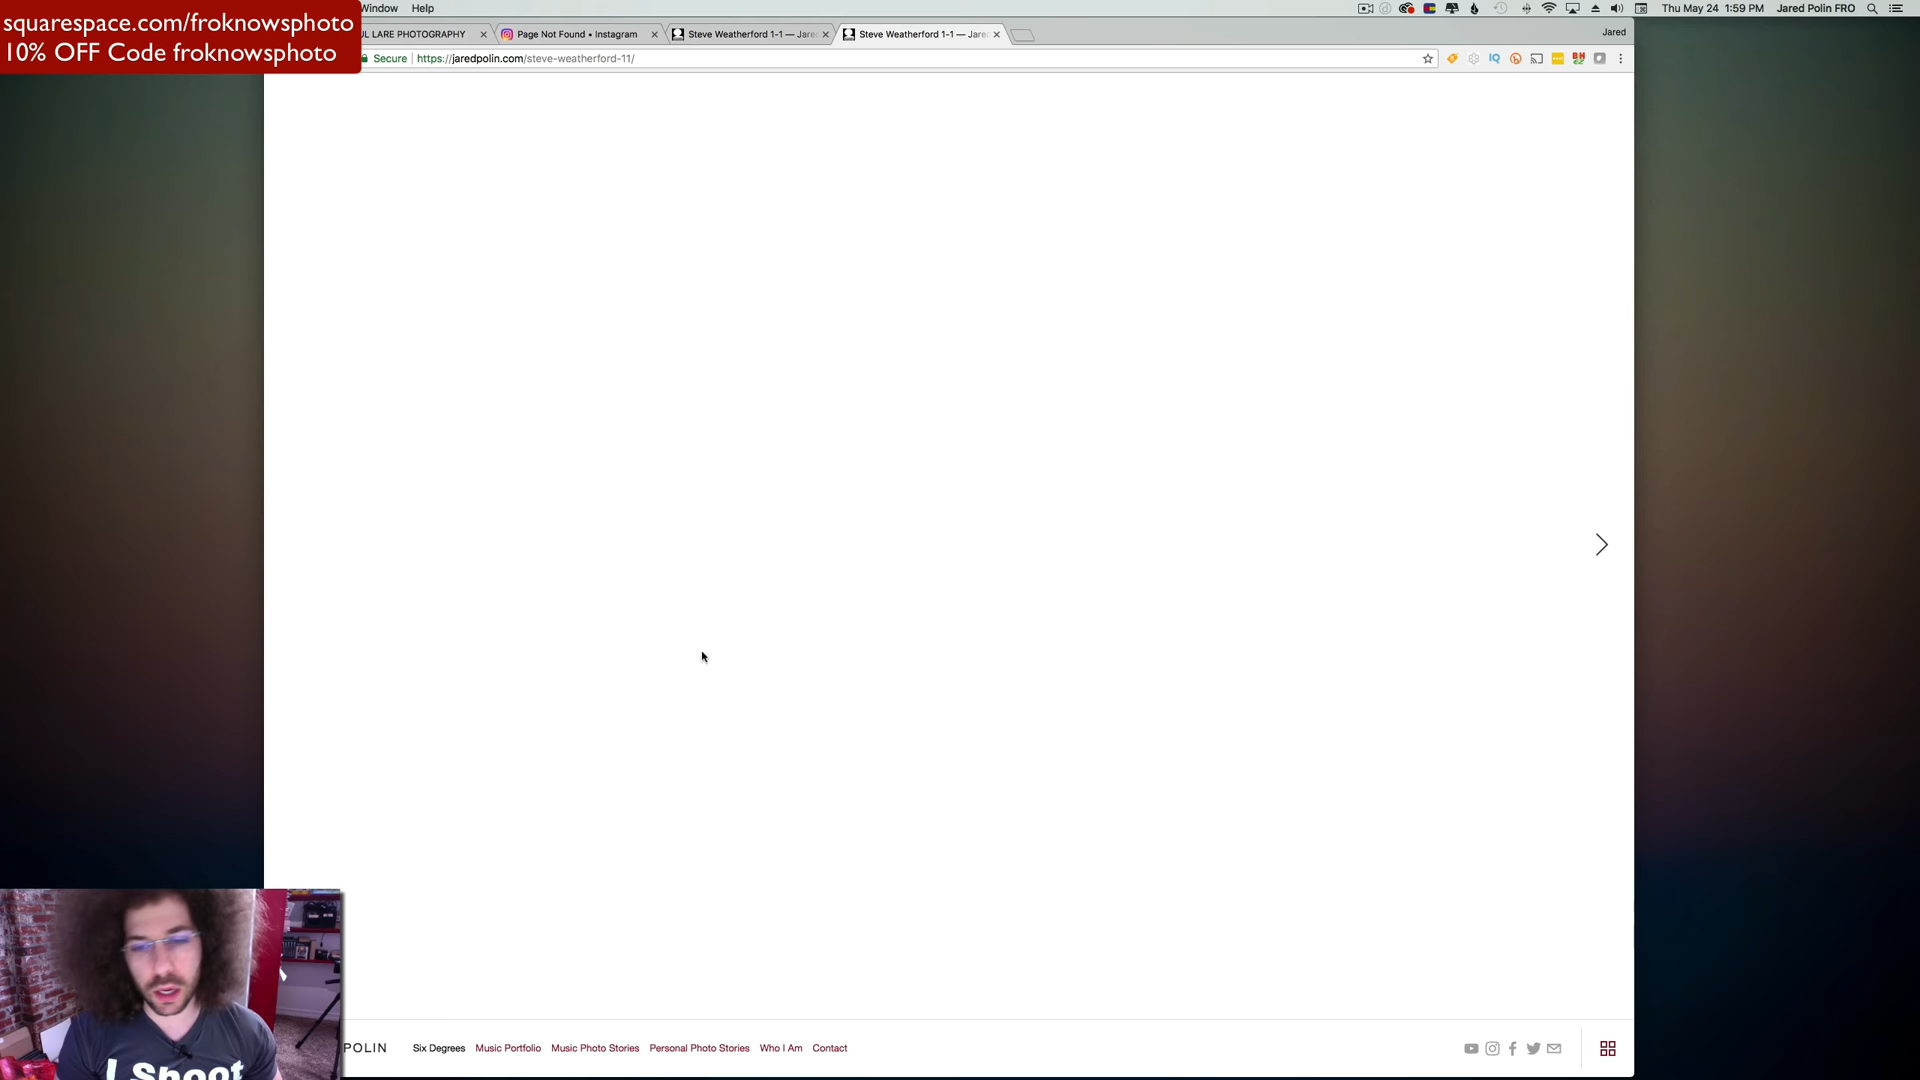 squarespace.com/froknowsphoto
10% OFF Code froknowsphoto
Window Help
Thu May 24 1:59 PM Jared Polin FRO
LARE PHOTOGRAPHY
Page Not Found • Instagram
Steve Weatherford 1-1 — Jare
Steve Weatherford 1-1 — Jare
Jared
Secure https://jaredpolin.com/steve-weatherford-11/
IQ
BH
POLIN
Six Degrees Music Portfolio Music Photo Stories Personal Photo Stories Who I Am Contact
I Shoot